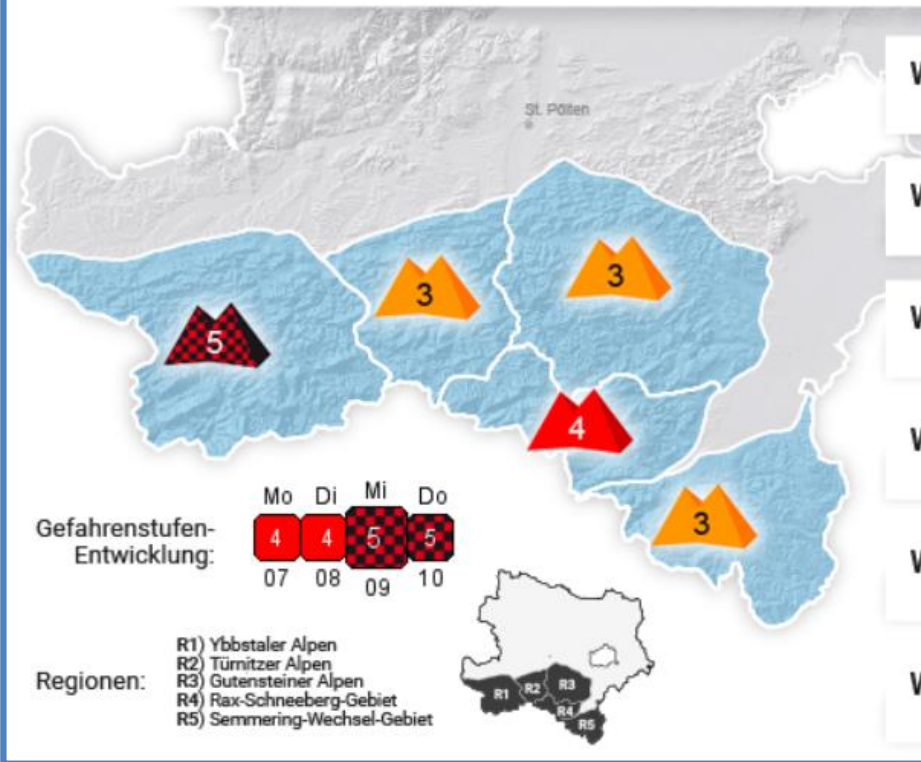 St. Pölten
W
W
W
W
W
W
3
3
5
4
3
Gefahrenstufen-
Entwicklung:
Mo Di Mi Do
4 4 5 5
07 08 09 10
Regionen:
R1) Ybbstaler Alpen
R2) Türnitzer Alpen
R3) Gutensteiner Alpen
R4) Rax-Schneeberg-Gebiet
R5) Semmering-Wechsel-Gebiet
R1 R2 R3
R4
R5